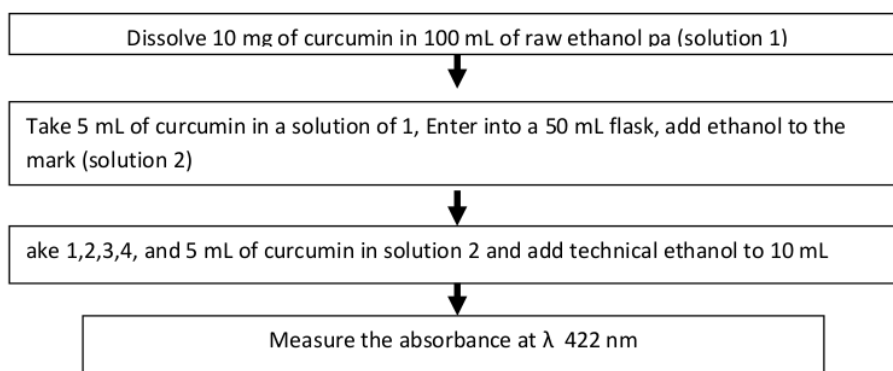 Dissolve 10 mg of curcumin in 100 mL of raw ethanol pa (solution 1)
Take 5 mL of curcumin in a solution of 1, Enter into a 50 mL flask, add ethanol to the
mark (solution 2)
ake 1,2,3,4, and 5 mL of curcumin in solution 2 and add technical ethanol to 10 mL
Measure the absorbance at λ 422 nm